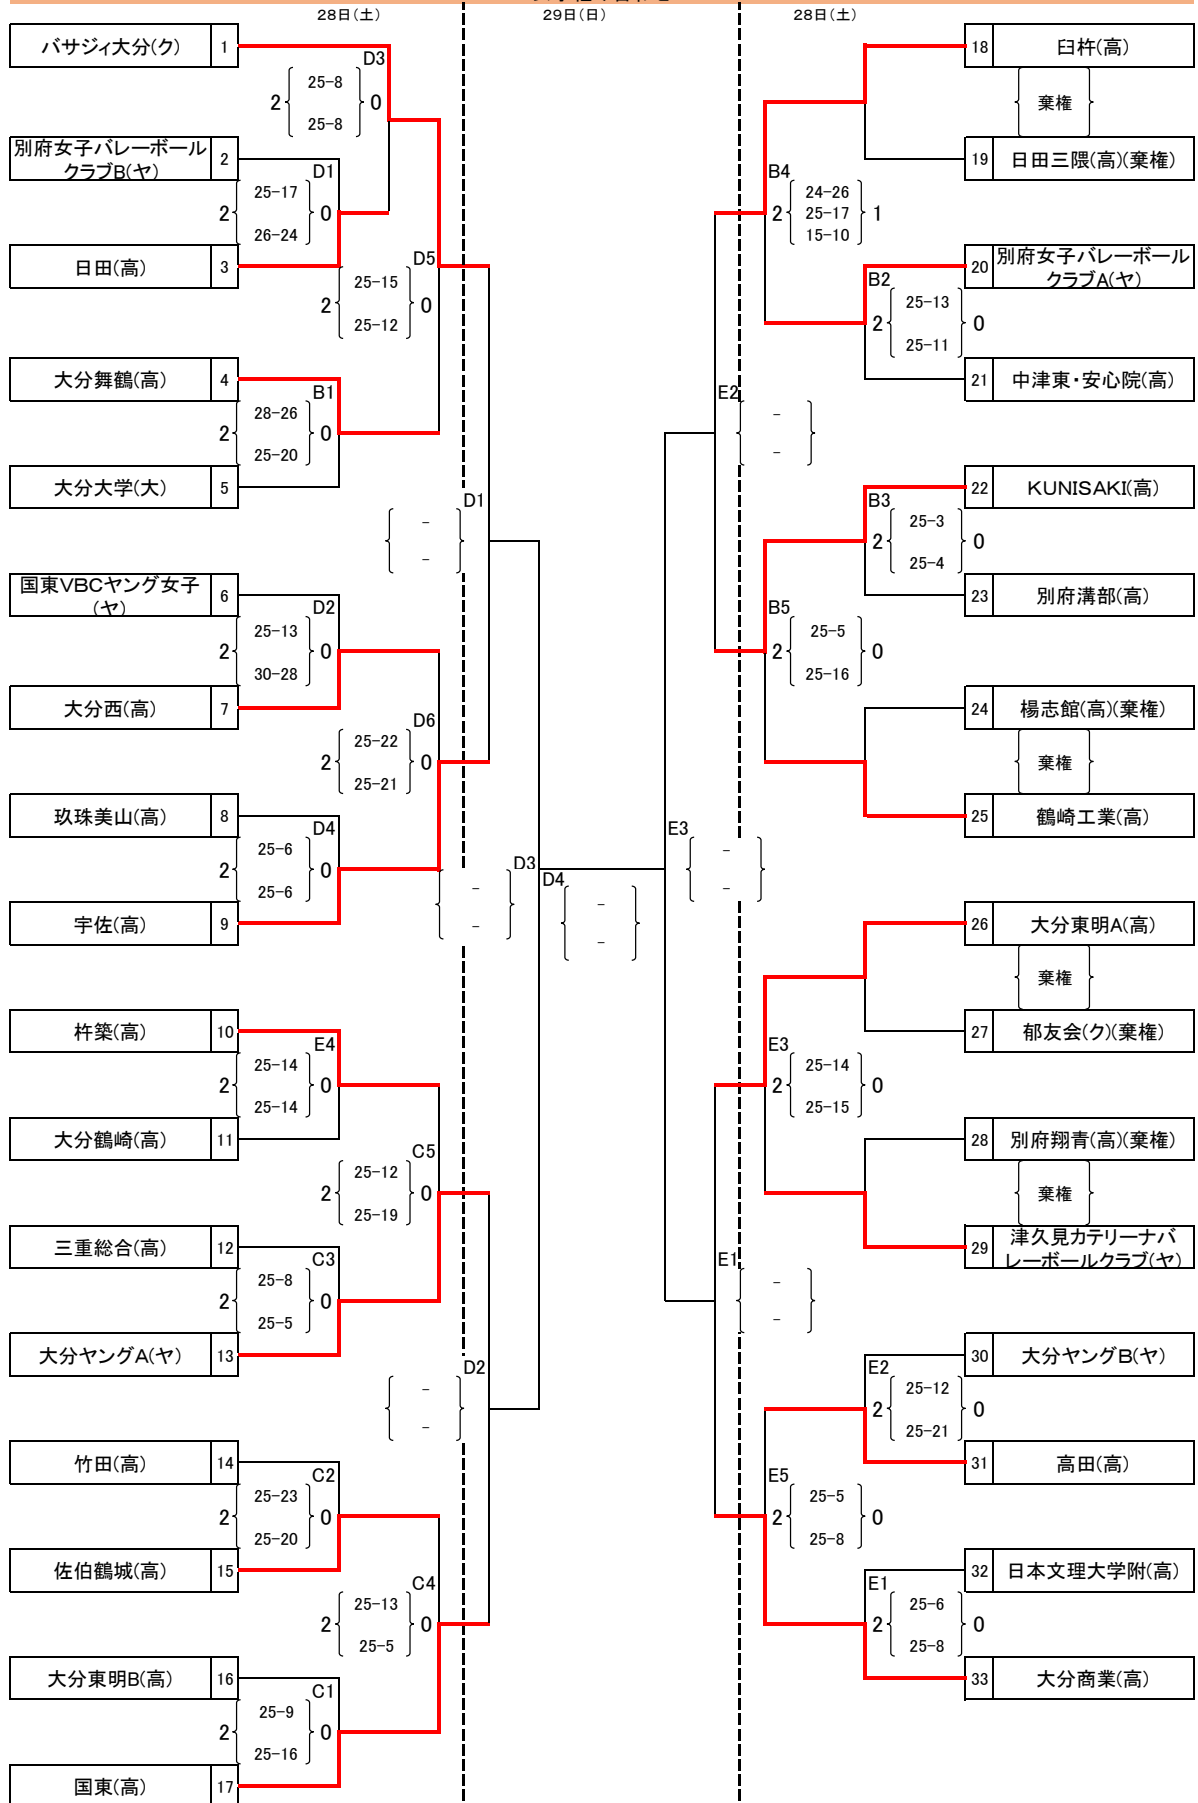 28日(土)
29日(日)
28日(土)
バサジィ大分(ク) 1
D3
25-8
2 0
25-8
別府女子バレーボール
クラブB(ヤ) 2
D1
25-17
2 0
26-24
日田(高) 3
D5
25-15
2 0
25-12
大分舞鶴(高) 4
B1
28-26
2 0
25-20
大分大学(大) 5
D1
-
-
国東VBCヤング女子
(ヤ) 6
D2
25-13
2 0
30-28
大分西(高) 7
D6
25-22
2 0
25-21
玖珠美山(高) 8
D4
25-6
2 0
25-6
宇佐(高) 9
D3
-
-
D4
-
-
杵築(高) 10
E4
25-14
2 0
25-14
大分鶴崎(高) 11
C5
25-12
2 0
25-19
三重総合(高) 12
C3
25-8
2 0
25-5
大分ヤングA(ヤ) 13
D2
-
-
竹田(高) 14
C2
25-23
2 0
25-20
佐伯鶴城(高) 15
C4
25-13
2 0
25-5
大分東明B(高) 16
C1
25-9
2 0
25-16
国東(高) 17
18 臼杵(高)
棄権
19 日田三隈(高)(棄権)
B4
24-26
2 25-17 1
15-10
20 別府女子バレーボール
クラブA(ヤ)
B2
25-13
2 0
25-11
21 中津東・安心院(高)
E2
-
-
22 KUNISAKI(高)
B3
25-3
2 0
25-4
23 別府溝部(高)
B5
25-5
2 0
25-16
24 楊志館(高)(棄権)
棄権
25 鶴崎工業(高)
E3
-
-
26 大分東明A(高)
棄権
27 郁友会(ク)(棄権)
E3
25-14
2 0
25-15
28 別府翔青(高)(棄権)
棄権
29 津久見カテリーナバ
レーボールクラブ(ヤ)
E1
-
-
30 大分ヤングB(ヤ)
E2
25-12
2 0
25-21
31 高田(高)
E5
25-5
2 0
25-8
32 日本文理大学附(高)
E1
25-6
2 0
25-8
33 大分商業(高)